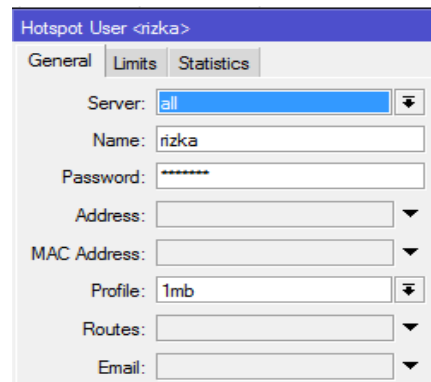 Hotspot User <rizka>
General Limits Statistics
Server: all
Name: rizka
Password: *******
Address:
MAC Address:
Profile: 1mb
Routes:
Email: